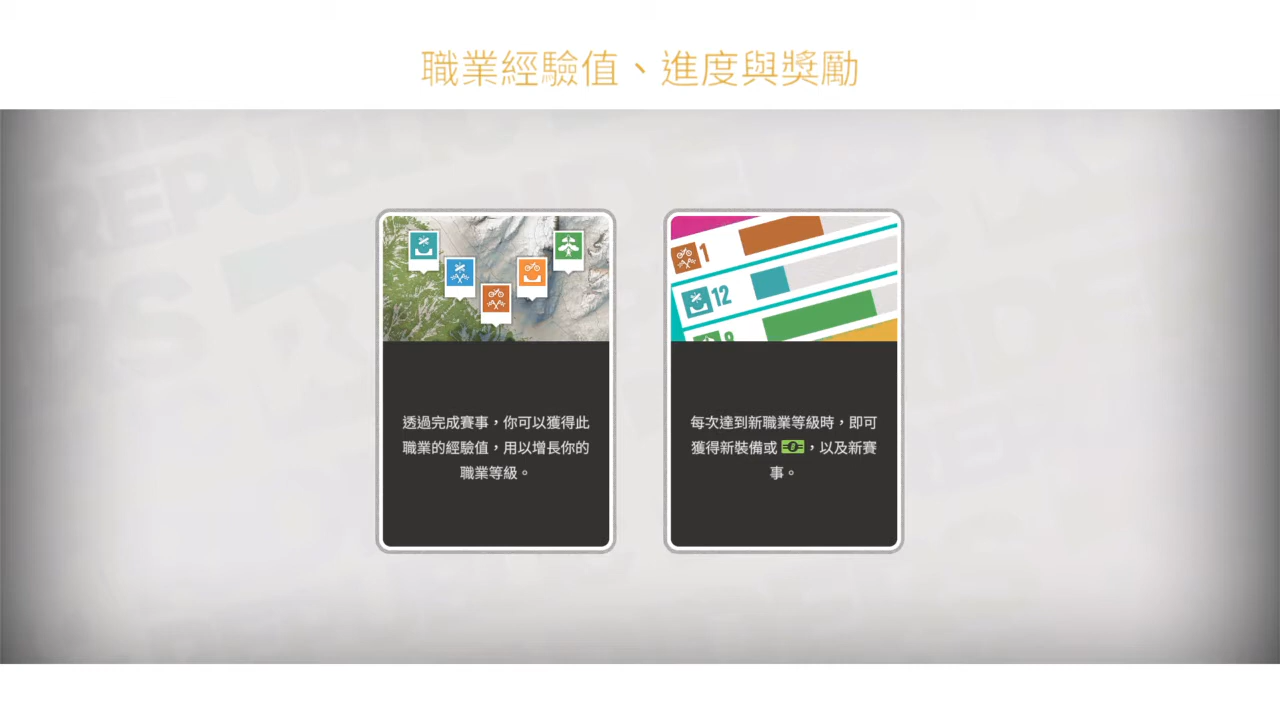 職業經驗值、進度與獎勵
REPUBLIC
RIDERS
1
12
透過完成賽事，你可以獲得此
職業的經驗值，用以增長你的
職業等級。
每次達到新職業等級時，即可
獲得新裝備或 ，以及新賽
事。